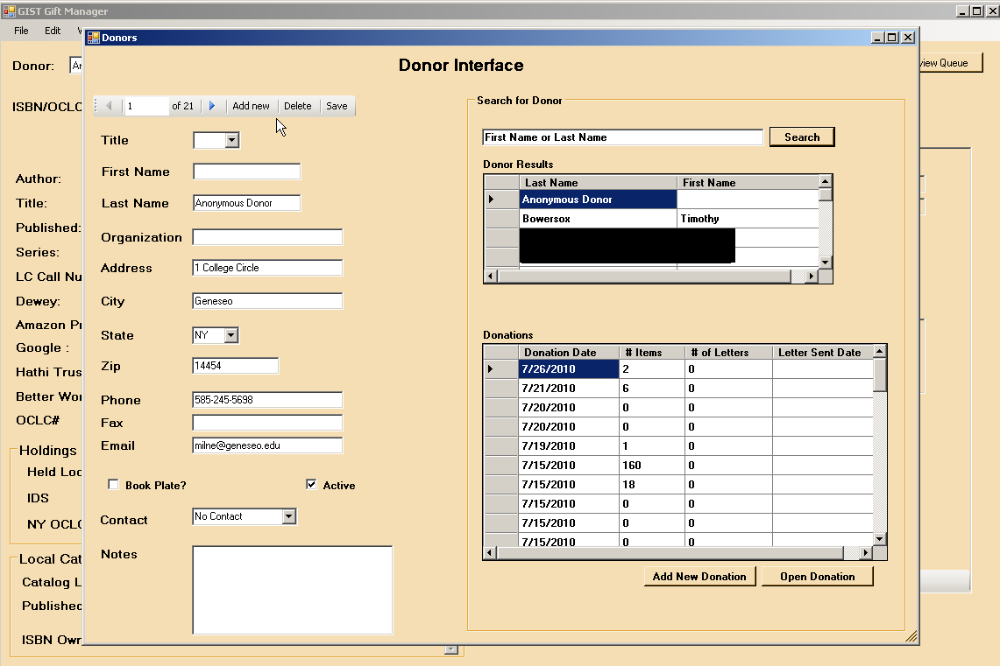 GIST Gift Manager
File Edit
Donors
Donor Interface
Donor:
view Queue
ISBN/OCLC
1 of 21 Add new Delete Save
Title
First Name
Last Name Anonymous Donor
Organization
Address 1 College Circle
City Geneseo
State NY
Zip 14454
Phone 585-245-5698
Fax
Email milne@geneseo.edu
Book Plate? Active
Contact No Contact
Notes
Search for Donor
First Name or Last Name Search
Donor Results
Last Name First Name
Anonymous Donor
Bowersox Timothy
Donations
Donation Date # Items # of Letters Letter Sent Date
7/26/2010 2 0
7/21/2010 6 0
7/20/2010 0 0
7/20/2010 0 0
7/19/2010 1 0
7/15/2010 160 0
7/15/2010 18 0
7/15/2010 0 0
7/15/2010 0 0
7/15/2010 0 0
Add New Donation Open Donation
Author:
Title:
Published:
Series:
LC Call Nu
Dewey:
Amazon Pr
Google :
Hathi Trus
Better Wor
OCLC#
Holdings
Held Loc
IDS
NY OCLC
Local Cat
Catalog L
Published
ISBN Owr